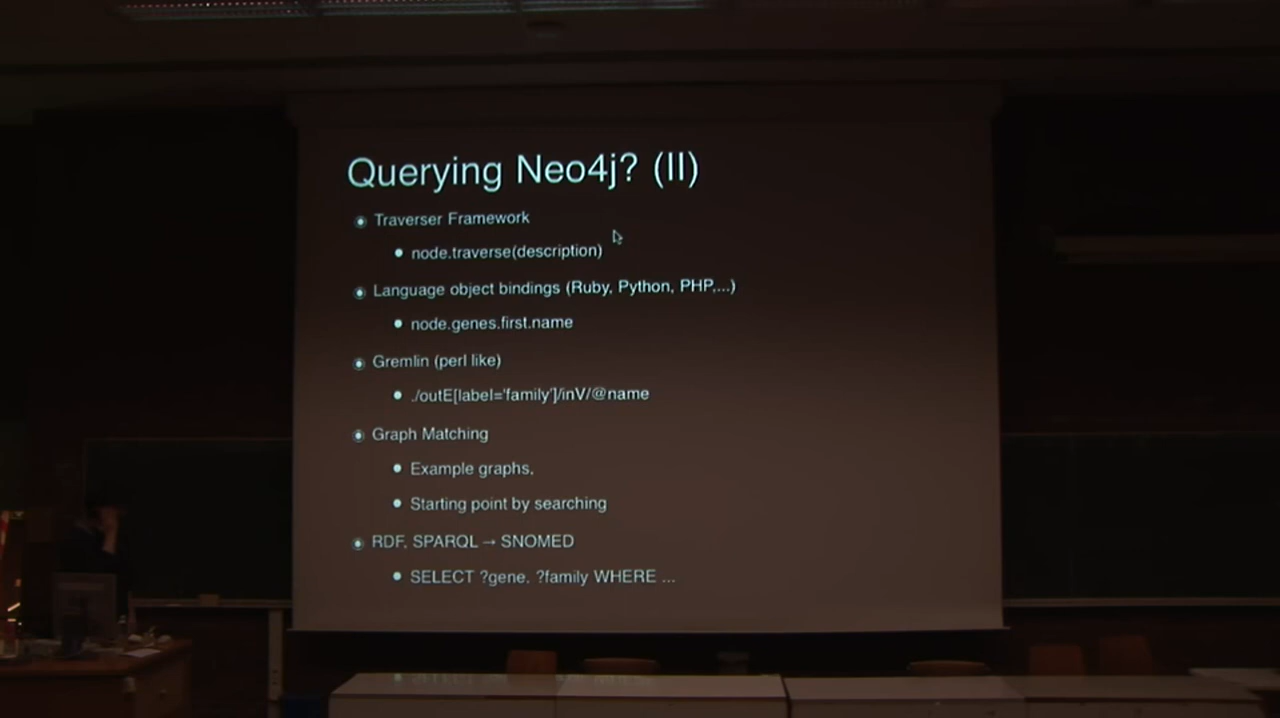 Querying Neo4j? (II)
Traverser Framework
node.traverse(description)
Language object bindings (Ruby, Python, PHP,...)
node.genes.first.name
Gremlin (perl like)
./outE[label='family']/inV/@name
Graph Matching
Example graphs.
Starting point by searching
RDF, SPARQL → SNOMED
SELECT ?gene. ?family WHERE ...